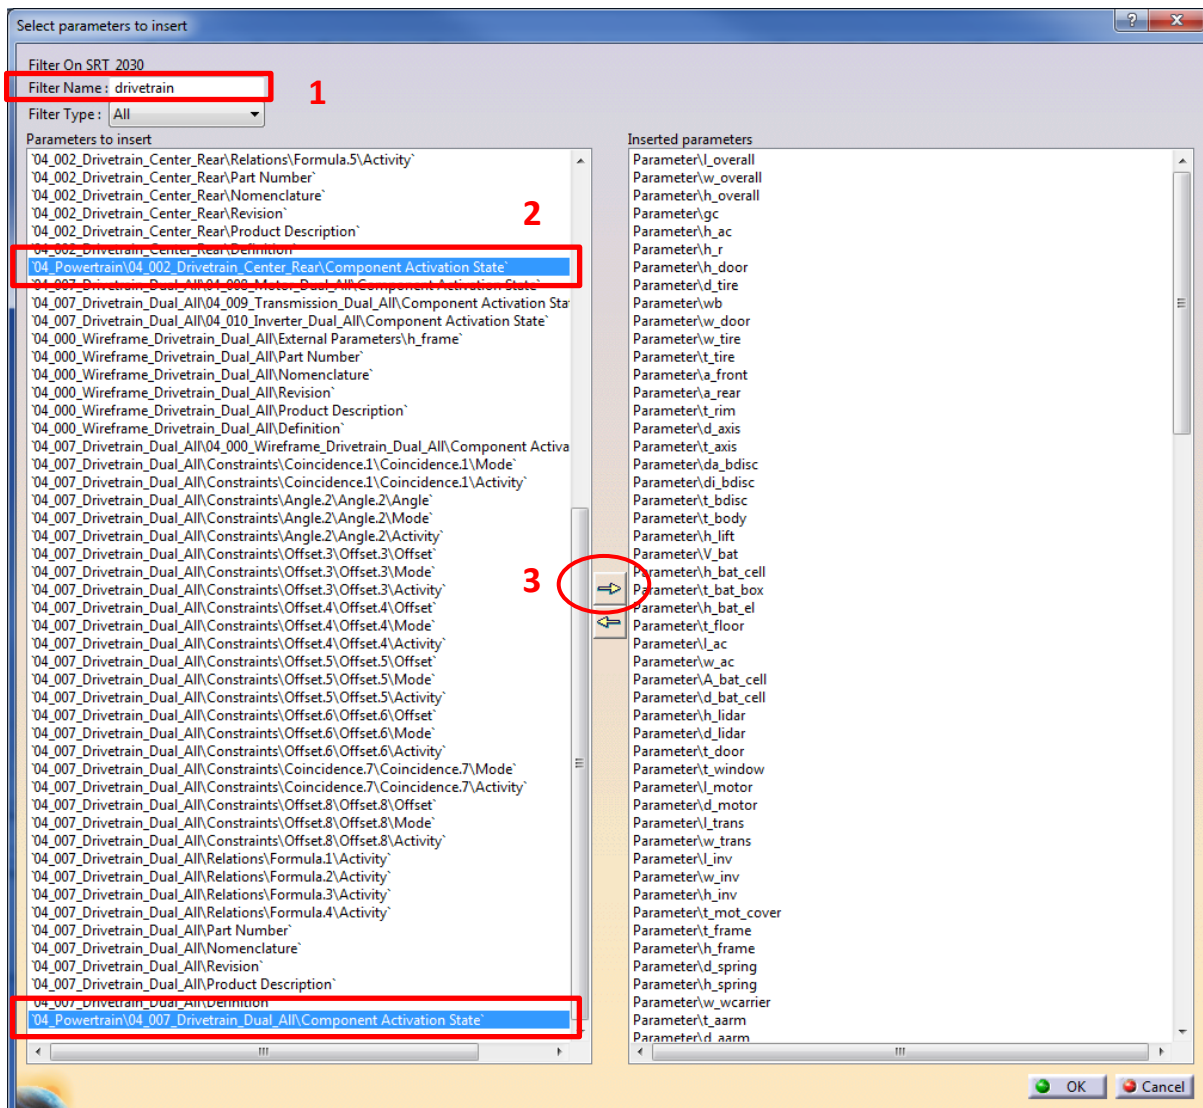 Select parameters to insert
?
X
Filter On SRT_2030
Filter Name : drivetrain
1
Filter Type : All
Parameters to insert
`04_002_Drivetrain_Center_Rear\Relations\Formula.5\Activity`
`04_002_Drivetrain_Center_Rear\Part Number`
`04_002_Drivetrain_Center_Rear\Nomenclature`
`04_002_Drivetrain_Center_Rear\Revision`
`04_002_Drivetrain_Center_Rear\Product Description`
2
`04_002_Drivetrain_Center_Rear\Definition`
`04_Powertrain\04_002_Drivetrain_Center_Rear\Component Activation State`
`04_007_Drivetrain_Dual_All\04_008_Motor_Dual_All\Component Activation State`
`04_007_Drivetrain_Dual_All\04_009_Transmission_Dual_All\Component Activation Sta
`04_007_Drivetrain_Dual_All\04_010_Inverter_Dual_All\Component Activation State`
`04_000_Wireframe_Drivetrain_Dual_All\External Parameters\h_frame`
`04_000_Wireframe_Drivetrain_Dual_All\Part Number`
`04_000_Wireframe_Drivetrain_Dual_All\Nomenclature`
`04_000_Wireframe_Drivetrain_Dual_All\Revision`
`04_000_Wireframe_Drivetrain_Dual_All\Product Description`
`04_000_Wireframe_Drivetrain_Dual_All\Definition`
`04_007_Drivetrain_Dual_All\04_000_Wireframe_Drivetrain_Dual_All\Component Activa
`04_007_Drivetrain_Dual_All\Constraints\Coincidence.1\Coincidence.1\Mode`
`04_007_Drivetrain_Dual_All\Constraints\Coincidence.1\Coincidence.1\Activity`
`04_007_Drivetrain_Dual_All\Constraints\Angle.2\Angle.2\Angle`
`04_007_Drivetrain_Dual_All\Constraints\Angle.2\Angle.2\Mode`
`04_007_Drivetrain_Dual_All\Constraints\Angle.2\Angle.2\Activity`
`04_007_Drivetrain_Dual_All\Constraints\Offset.3\Offset.3\Offset`
`04_007_Drivetrain_Dual_All\Constraints\Offset.3\Offset.3\Mode`
`04_007_Drivetrain_Dual_All\Constraints\Offset.3\Offset.3\Activity`
`04_007_Drivetrain_Dual_All\Constraints\Offset.4\Offset.4\Offset`
`04_007_Drivetrain_Dual_All\Constraints\Offset.4\Offset.4\Mode`
`04_007_Drivetrain_Dual_All\Constraints\Offset.4\Offset.4\Activity`
`04_007_Drivetrain_Dual_All\Constraints\Offset.5\Offset.5\Offset`
`04_007_Drivetrain_Dual_All\Constraints\Offset.5\Offset.5\Mode`
`04_007_Drivetrain_Dual_All\Constraints\Offset.5\Offset.5\Activity`
`04_007_Drivetrain_Dual_All\Constraints\Offset.6\Offset.6\Offset`
`04_007_Drivetrain_Dual_All\Constraints\Offset.6\Offset.6\Mode`
`04_007_Drivetrain_Dual_All\Constraints\Offset.6\Offset.6\Activity`
`04_007_Drivetrain_Dual_All\Constraints\Coincidence.7\Coincidence.7\Mode`
`04_007_Drivetrain_Dual_All\Constraints\Coincidence.7\Coincidence.7\Activity`
`04_007_Drivetrain_Dual_All\Constraints\Offset.8\Offset.8\Offset`
`04_007_Drivetrain_Dual_All\Constraints\Offset.8\Offset.8\Mode`
`04_007_Drivetrain_Dual_All\Constraints\Offset.8\Offset.8\Activity`
`04_007_Drivetrain_Dual_All\Relations\Formula.1\Activity`
`04_007_Drivetrain_Dual_All\Relations\Formula.2\Activity`
`04_007_Drivetrain_Dual_All\Relations\Formula.3\Activity`
`04_007_Drivetrain_Dual_All\Relations\Formula.4\Activity`
`04_007_Drivetrain_Dual_All\Part Number`
`04_007_Drivetrain_Dual_All\Nomenclature`
`04_007_Drivetrain_Dual_All\Revision`
`04_007_Drivetrain_Dual_All\Product Description`
`04_007_Drivetrain_Dual_All\Definition`
`04_Powertrain\04_007_Drivetrain_Dual_All\Component Activation State`
3
Inserted parameters
Parameter\l_overall
Parameter\w_overall
Parameter\h_overall
Parameter\gc
Parameter\h_ac
Parameter\h_r
Parameter\h_door
Parameter\d_tire
Parameter\wb
Parameter\w_door
Parameter\w_tire
Parameter\t_tire
Parameter\a_front
Parameter\a_rear
Parameter\t_rim
Parameter\d_axis
Parameter\t_axis
Parameter\da_bdisc
Parameter\di_bdisc
Parameter\t_bdisc
Parameter\t_body
Parameter\h_lift
Parameter\V_bat
Parameter\h_bat_cell
Parameter\t_bat_box
Parameter\h_bat_el
Parameter\t_floor
Parameter\l_ac
Parameter\w_ac
Parameter\A_bat_cell
Parameter\d_bat_cell
Parameter\h_lidar
Parameter\d_lidar
Parameter\t_door
Parameter\t_window
Parameter\l_motor
Parameter\d_motor
Parameter\l_trans
Parameter\w_trans
Parameter\l_inv
Parameter\w_inv
Parameter\h_inv
Parameter\t_mot_cover
Parameter\t_frame
Parameter\h_frame
Parameter\d_spring
Parameter\h_spring
Parameter\w_wcarrier
Parameter\t_aarm
Parameter\d_aarm
OK
Cancel